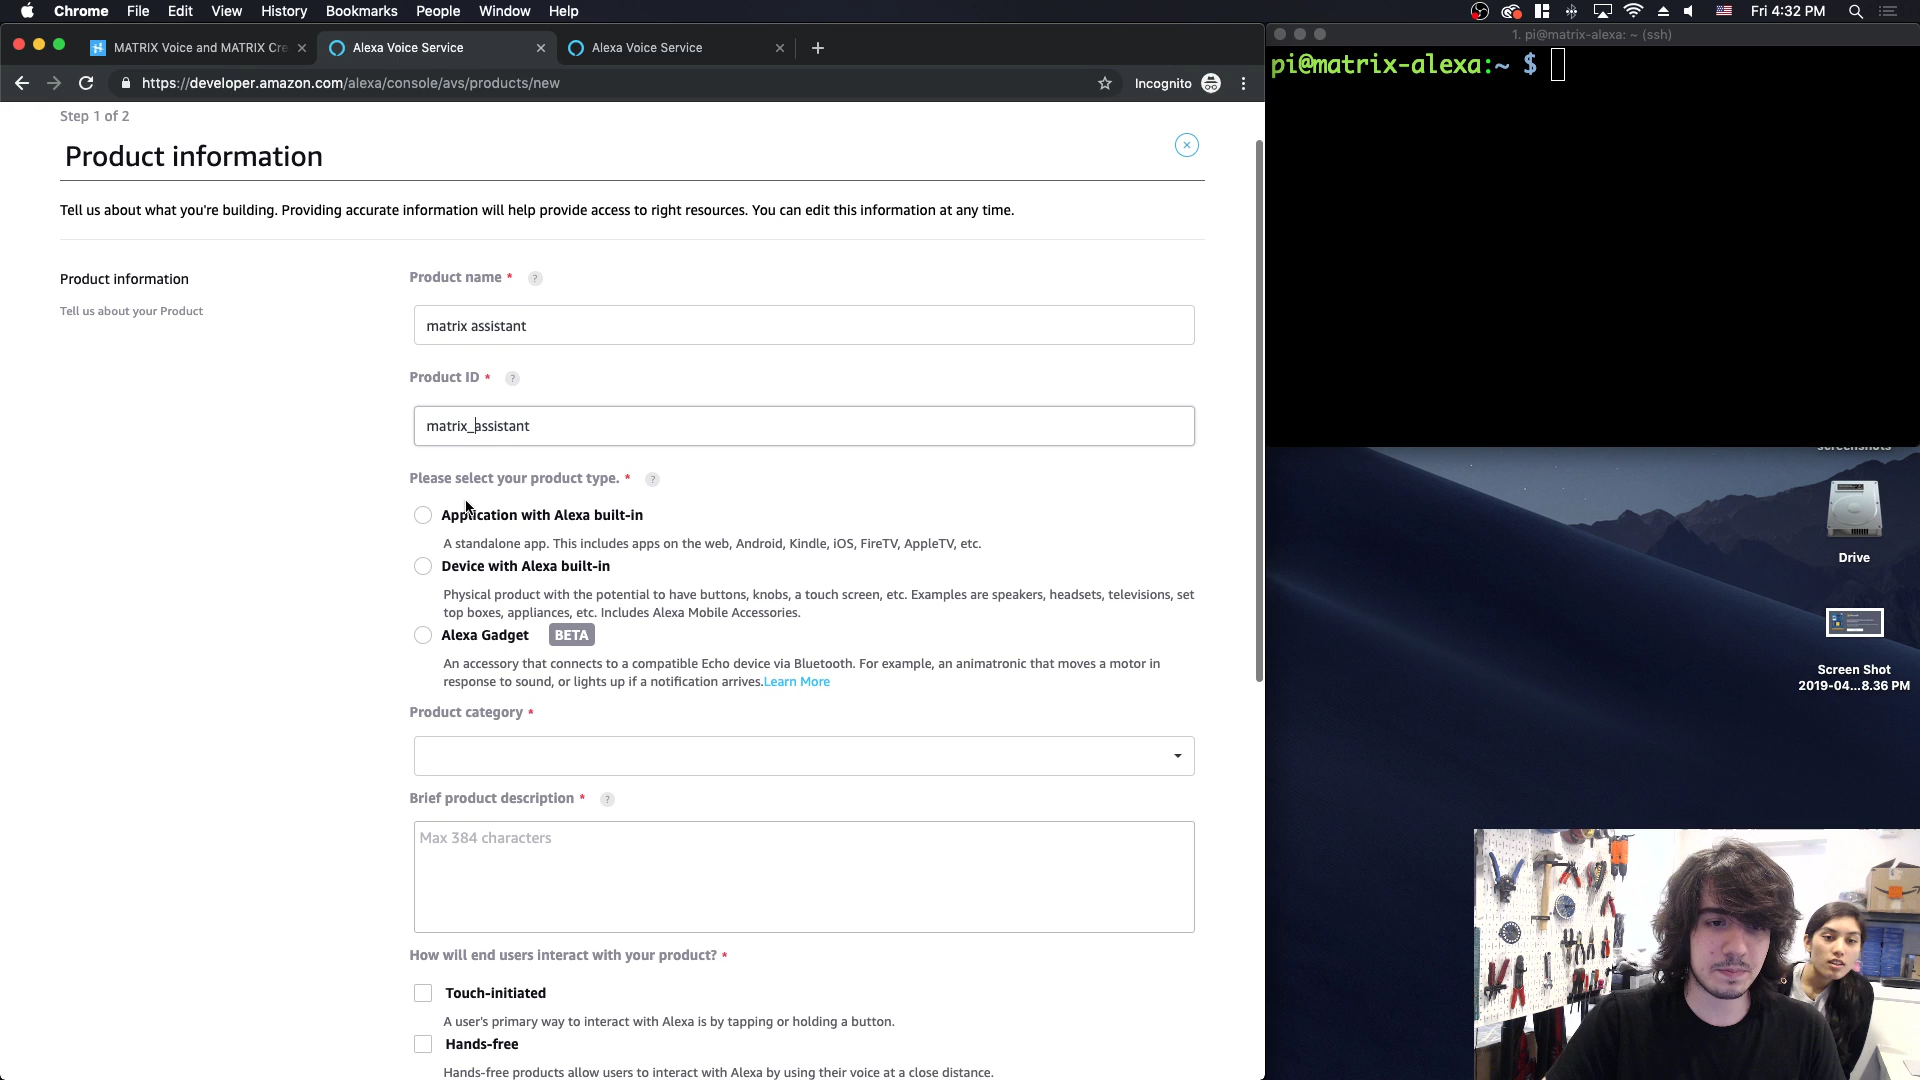 Chrome File Edit View History Bookmarks People Window Help
Fri 4:32 PM
MATRIX Voice and MATRIX Cre
Alexa Voice Service
Alexa Voice Service
1. pi@matrix-alexa: ~ (ssh)
https://developer.amazon.com/alexa/console/avs/products/new
Incognito
pi@matrix-alexa:~ $
Step 1 of 2
Product information
Tell us about what you're building. Providing accurate information will help provide access to right resources. You can edit this information at any time.
Product information
Tell us about your Product
Product name * ?
matrix assistant
Product ID * ?
matrix_assistant
Please select your product type. * ?
Application with Alexa built-in
A standalone app. This includes apps on the web, Android, Kindle, iOS, FireTV, AppleTV, etc.
Device with Alexa built-in
Physical product with the potential to have buttons, knobs, a touch screen, etc. Examples are speakers, headsets, televisions, set
top boxes, appliances, etc. Includes Alexa Mobile Accessories.
Alexa Gadget BETA
An accessory that connects to a compatible Echo device via Bluetooth. For example, an animatronic that moves a motor in
response to sound, or lights up if a notification arrives.Learn More
Product category *
Brief product description * ?
Max 384 characters
How will end users interact with your product? *
Touch-initiated
A user's primary way to interact with Alexa is by tapping or holding a button.
Hands-free
Hands-free products allow users to interact with Alexa by using their voice at a close distance.
screenshots
Drive
Screen Shot
2019-04...8.36 PM